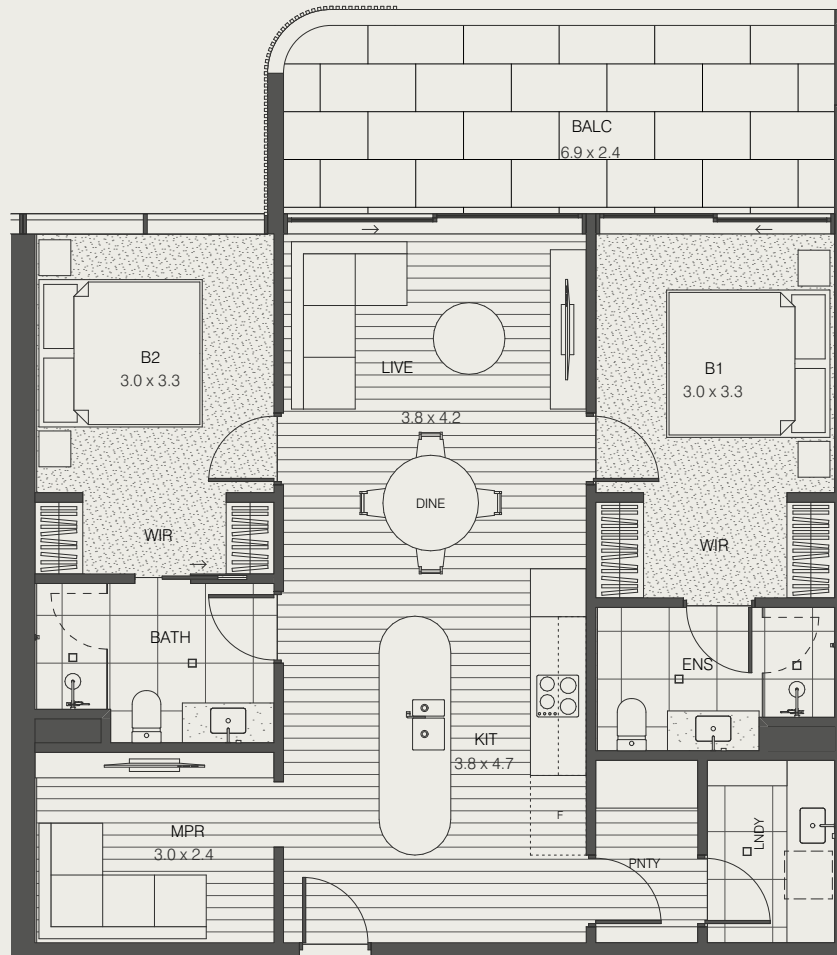 BALC
6.9 x 2.4
B2
3.0 x 3.3
LIVE
3.8 x 4.2
B1
3.0 x 3.3
DINE
WIR
WIR
BATH
ENS
KIT
3.8 x 4.7
F
MPR
3.0 x 2.4
PNTY
LNDY